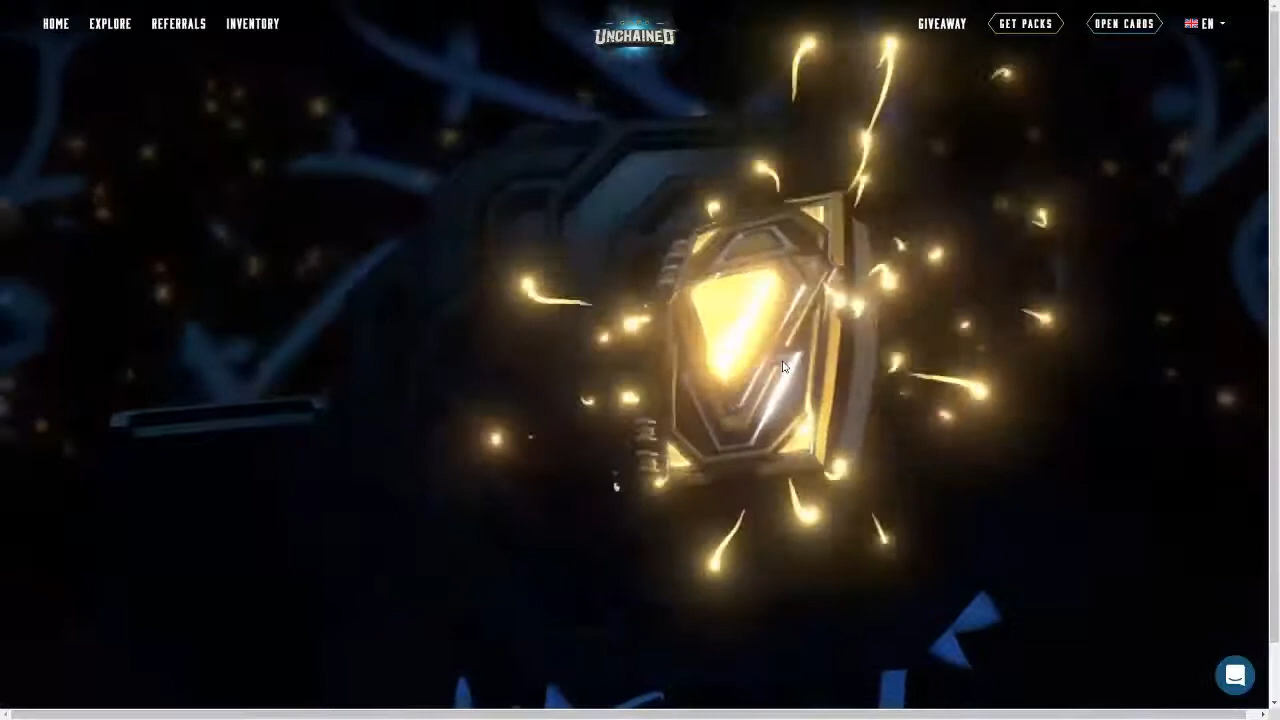 HOME EXPLORE REFERRALS INVENTORY
UNCHAINED
GIVEAWAY GET PACKS OPEN CARDS EN